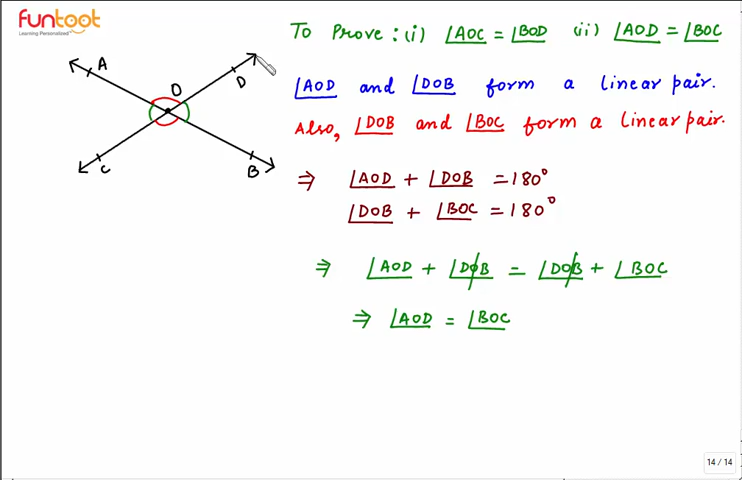 funtoot
Learning Personalized
To Prove : (i) ∠AOC = ∠BOD (ii) ∠AOD = ∠BOC
A
O
D
C
B
∠AOD and ∠DOB form a linear pair.
Also, ∠DOB and ∠BOC form a linear pair.
⇒ ∠AOD + ∠DOB = 180°
∠DOB + ∠BOC = 180°
⇒ ∠AOD + ∠DOB = ∠DOB + ∠BOC
⇒ ∠AOD = ∠BOC
14 / 14